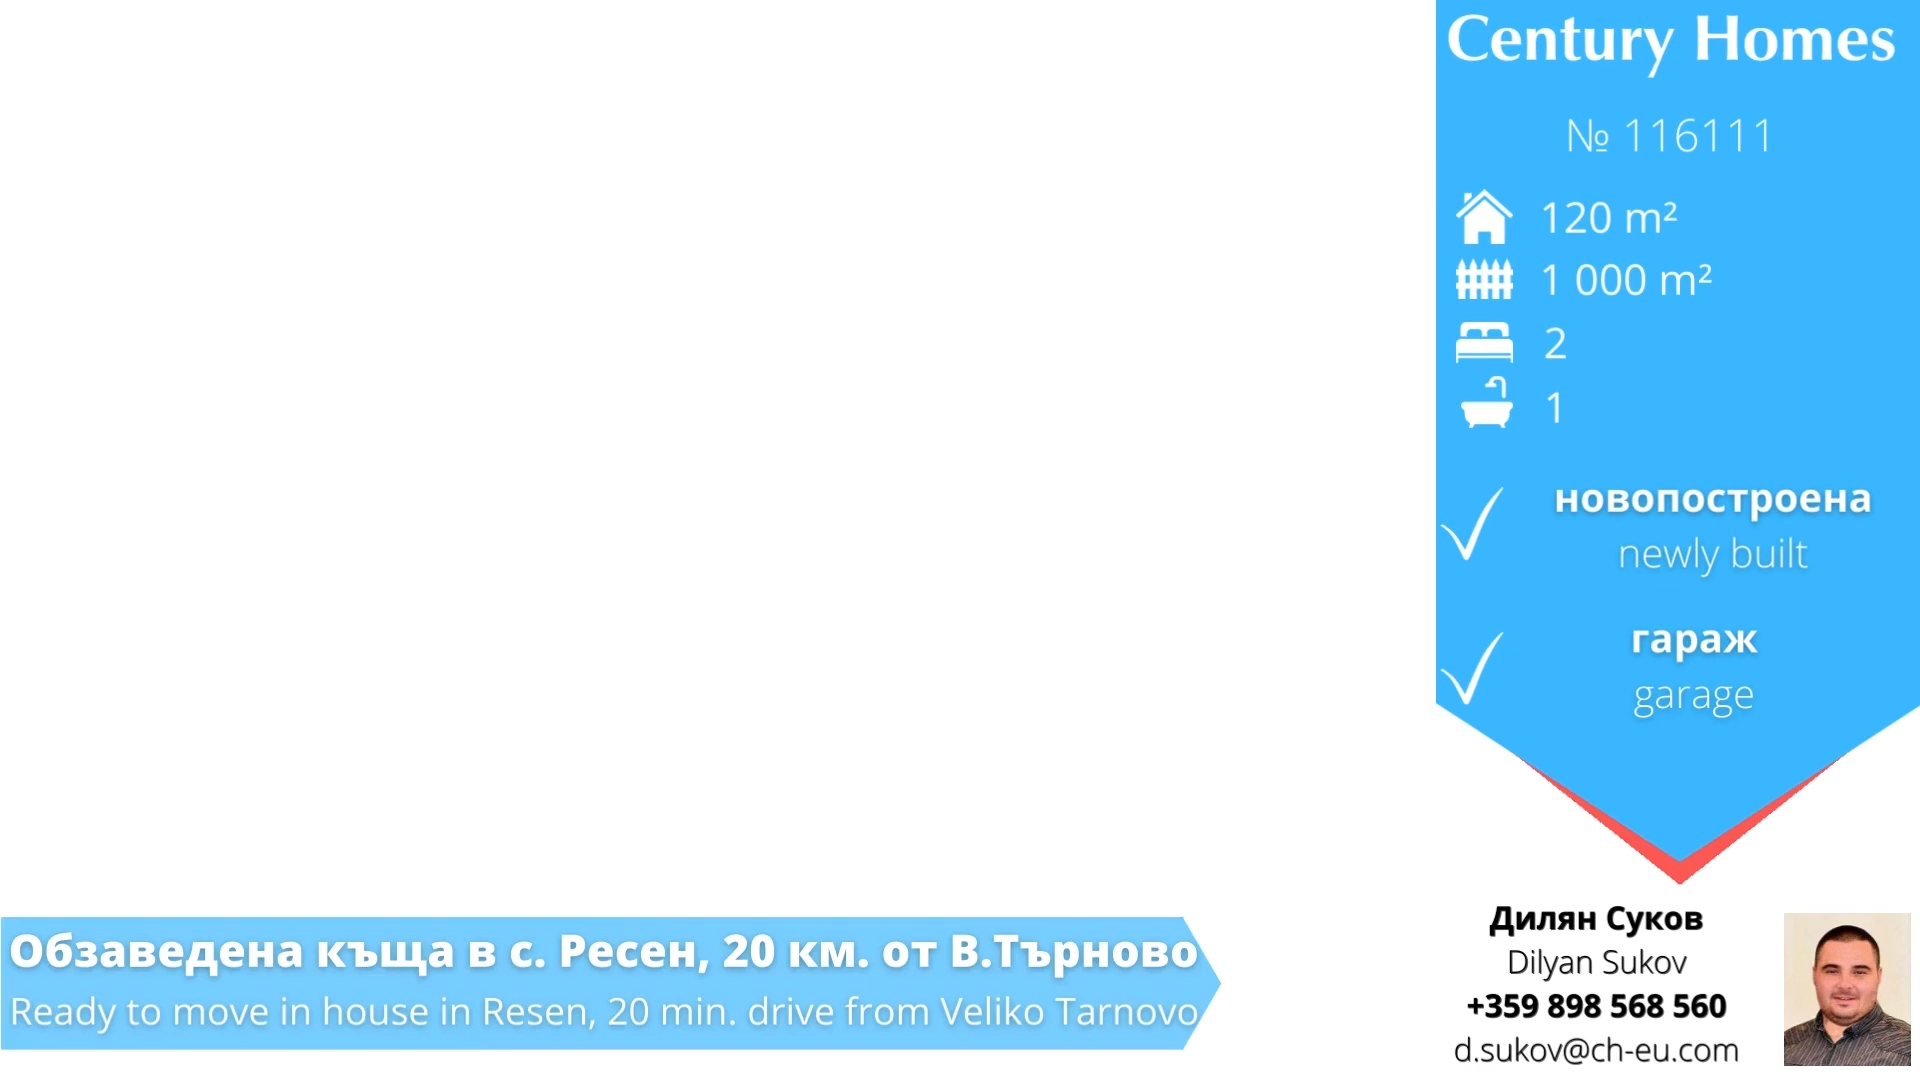 Century Homes
№ 116111
120 m²
1 000 m²
2
1
новопостроена
newly built
гараж
garage
Обзаведена къща в с. Ресен, 20 км. от В.Търново
Ready to move in house in Resen, 20 min. drive from Veliko Tarnovo
Дилян Суков
Dilyan Sukov
+359 898 568 560
d.sukov@ch-eu.com